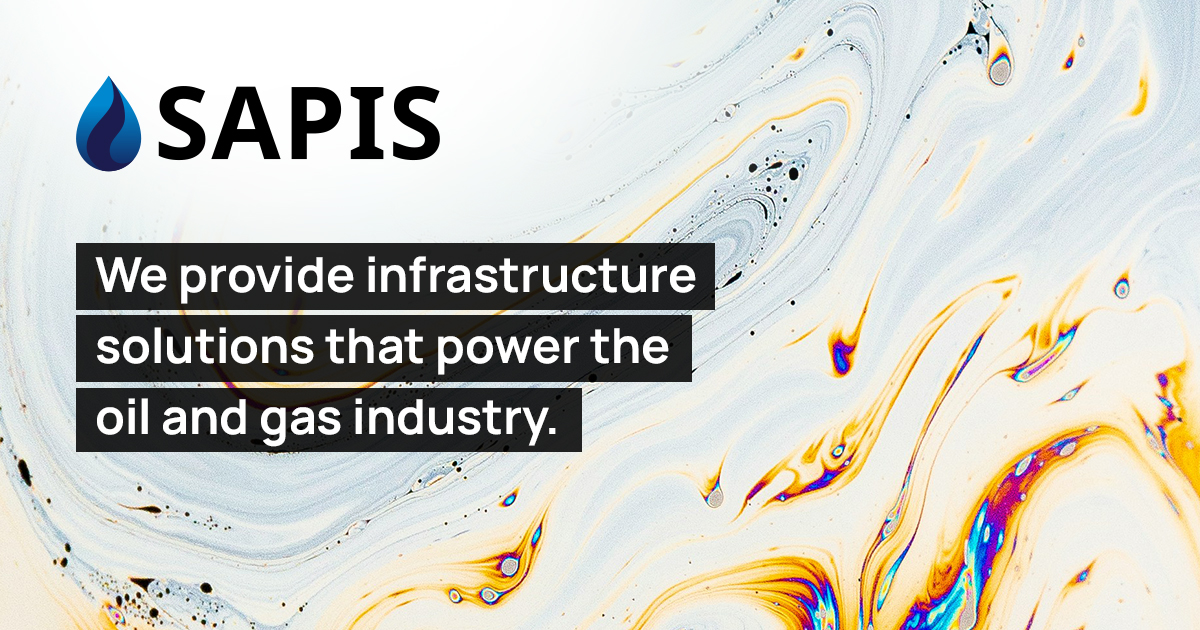 SAPIS
We provide infrastructure
solutions that power the
oil and gas industry.